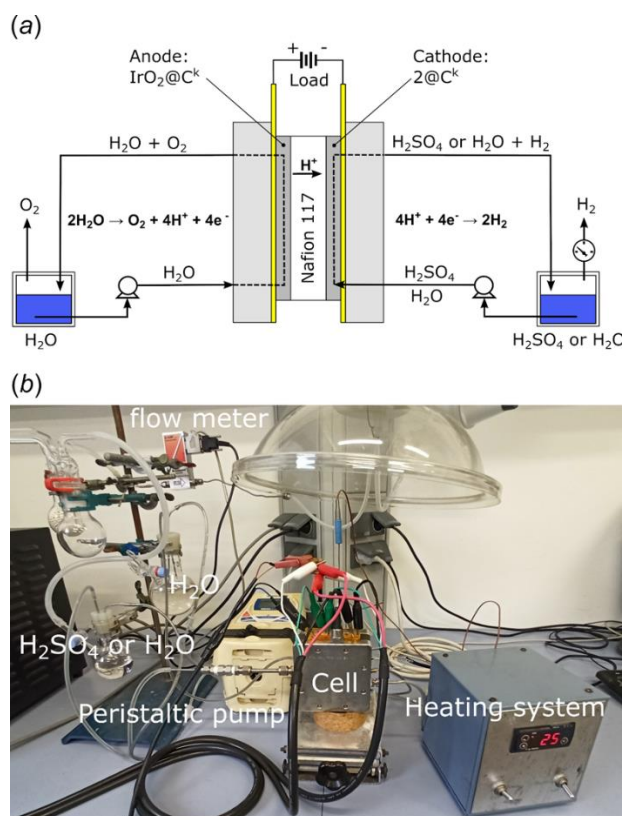 (a)
+ -
Anode:
IrO₂@Cᵏ
Load
Cathode:
2@Cᵏ
H₂O + O₂
H⁺
H₂SO₄ or H₂O + H₂
O₂
2H₂O → O₂ + 4H⁺ + 4e⁻
Nafion 117
4H⁺ + 4e⁻ → 2H₂
H₂
H₂O
H₂SO₄
H₂O
H₂O
H₂SO₄ or H₂O
(b)
flow meter
H₂O
H₂SO₄ or H₂O
Cell
Peristaltic pump
Heating system
25